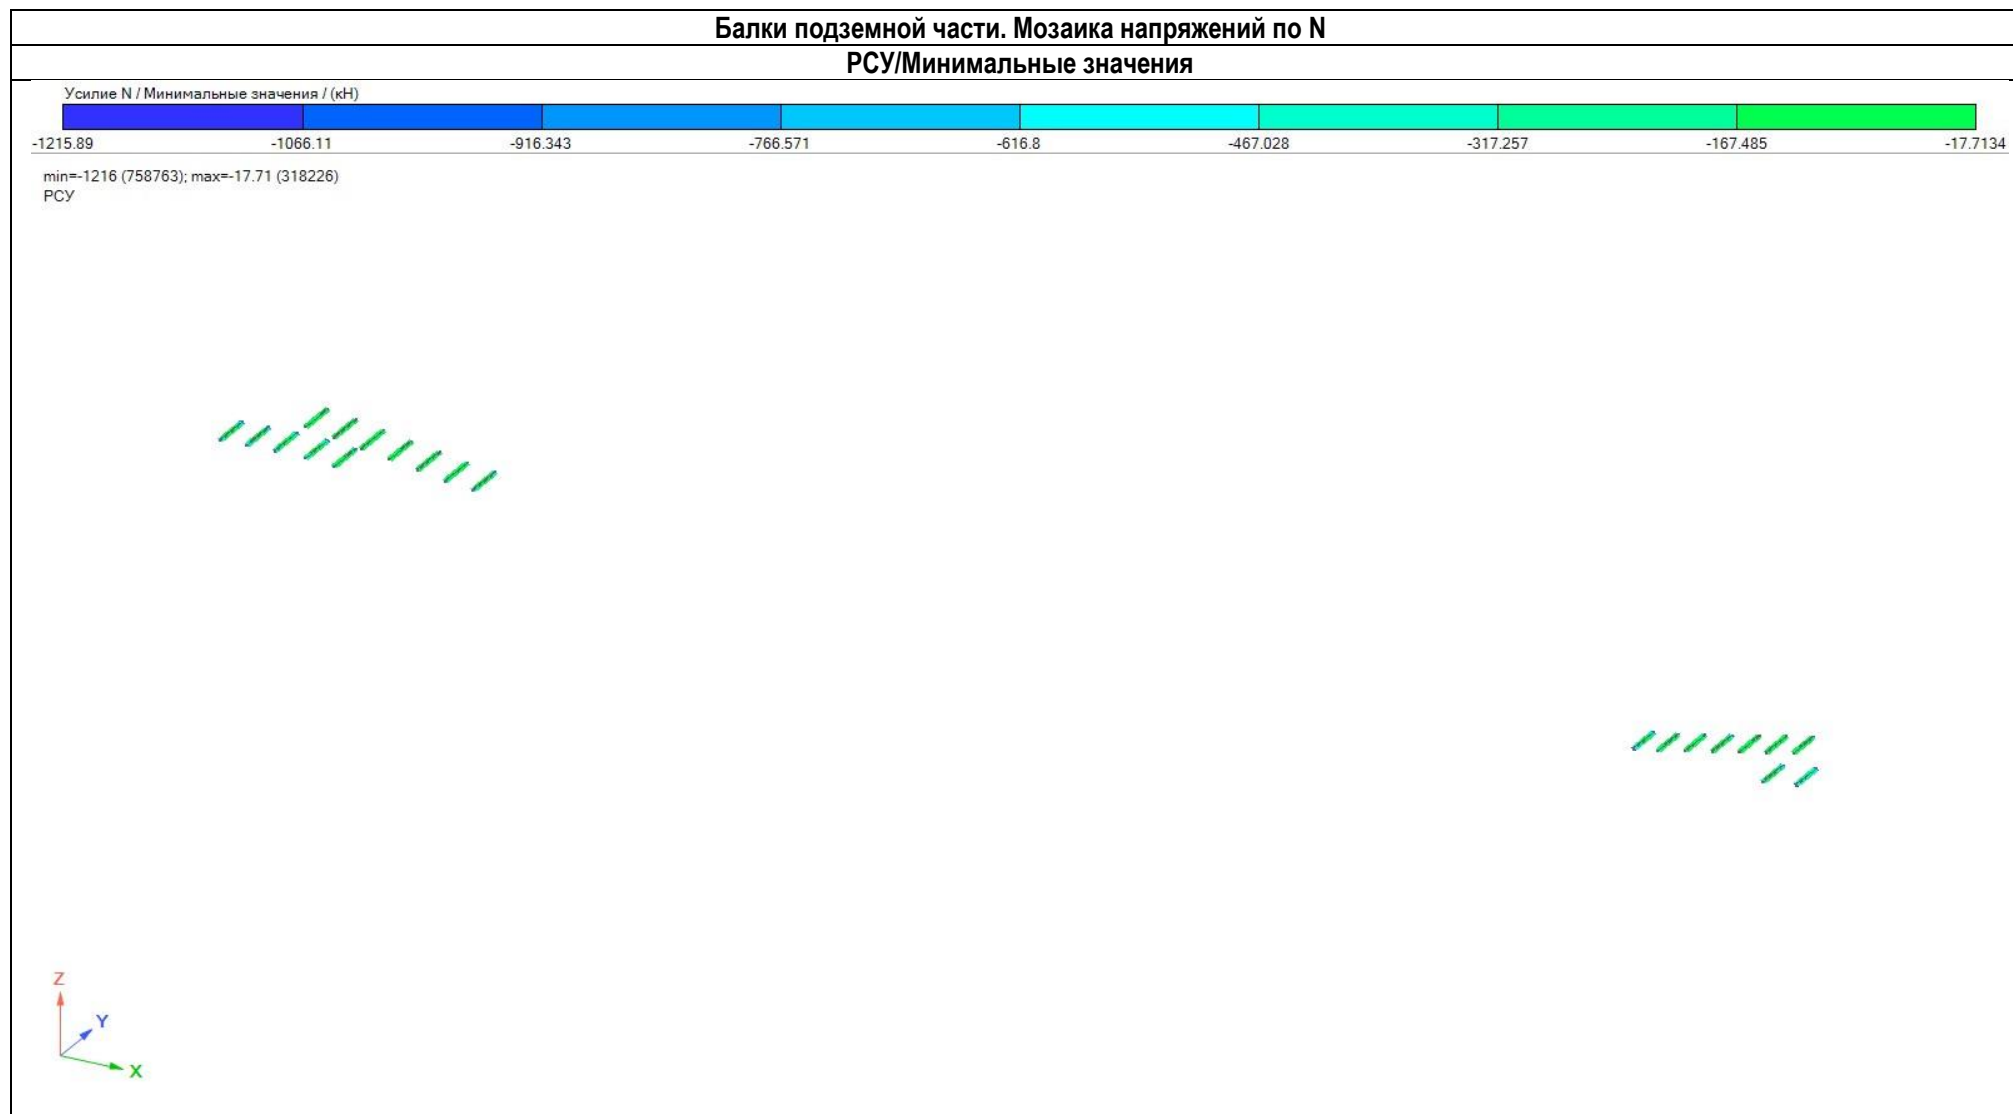 Балки подземной части. Мозаика напряжений по N
РСУ/Минимальные значения
Усилие N / Минимальные значения / (кН)
-1215.89 -1066.11 -916.343 -766.571 -616.8 -467.028 -317.257 -167.485 -17.7134
min=-1216 (758763); max=-17.71 (318226)
РСУ
Z
Y
X